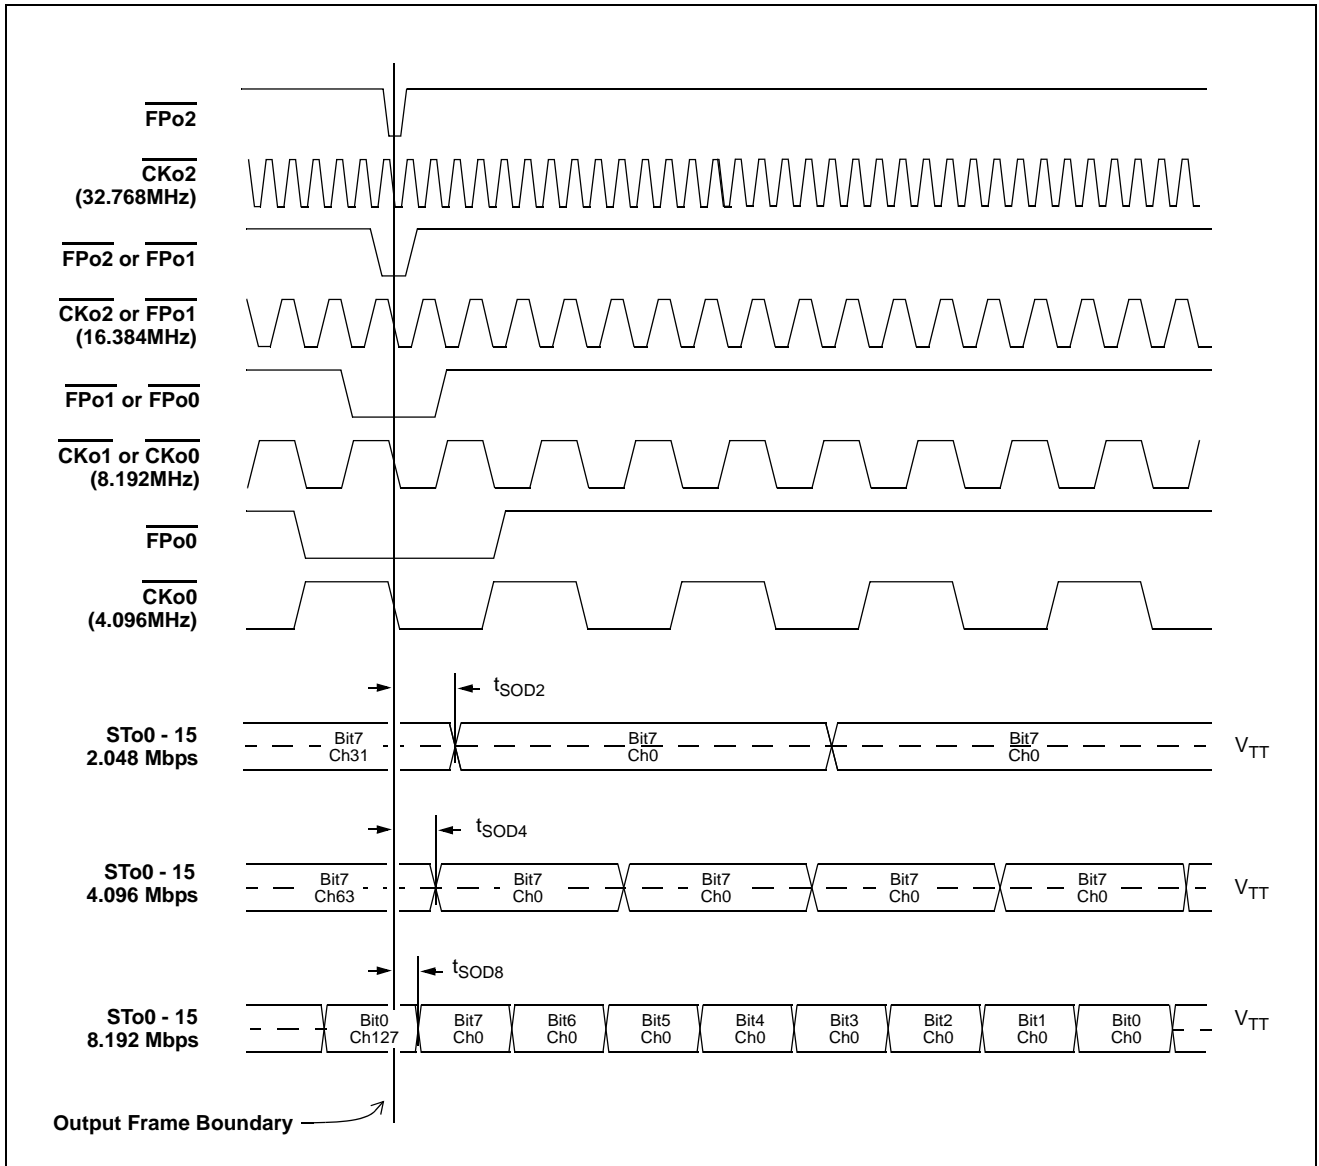 FPo2
CKo2
(32.768MHz)
FPo2 or FPo1
CKo2 or FPo1
(16.384MHz)
FPo1 or FPo0
CKo1 or CKo0
(8.192MHz)
FPo0
CKo0
(4.096MHz)
tSOD2
STo0 - 15
2.048 Mbps
Bit7
Ch31
Bit7
Ch0
Bit7
Ch0
VTT
tSOD4
STo0 - 15
4.096 Mbps
Bit7
Ch63
Bit7
Ch0
Bit7
Ch0
Bit7
Ch0
Bit7
Ch0
VTT
tSOD8
STo0 - 15
8.192 Mbps
Bit0
Ch127
Bit7
Ch0
Bit6
Ch0
Bit5
Ch0
Bit4
Ch0
Bit3
Ch0
Bit2
Ch0
Bit1
Ch0
Bit0
Ch0
VTT
Output Frame Boundary